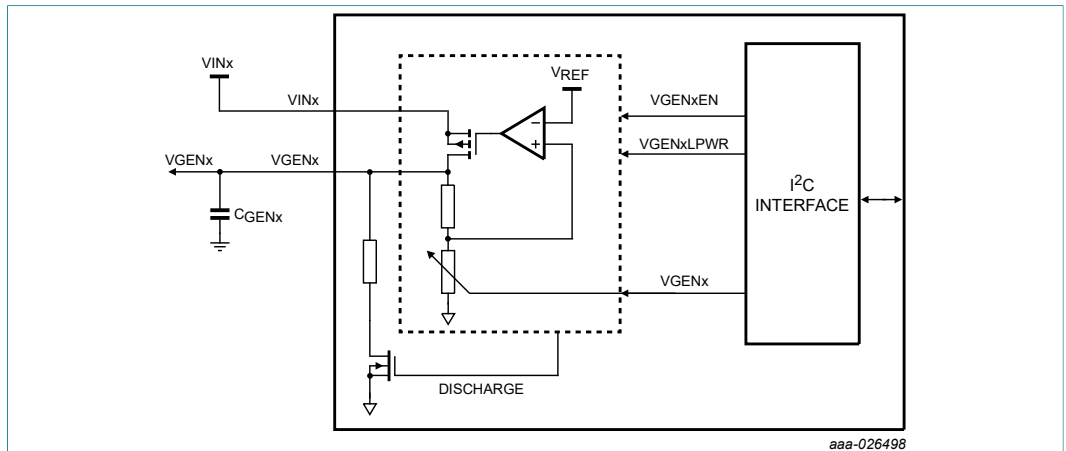 VINx
VINx
VREF
VGENxEN
VGENxLPWR
VGENx
VGENx
CGENx
I2C
INTERFACE
VGENx
DISCHARGE
aaa-026498
−
+